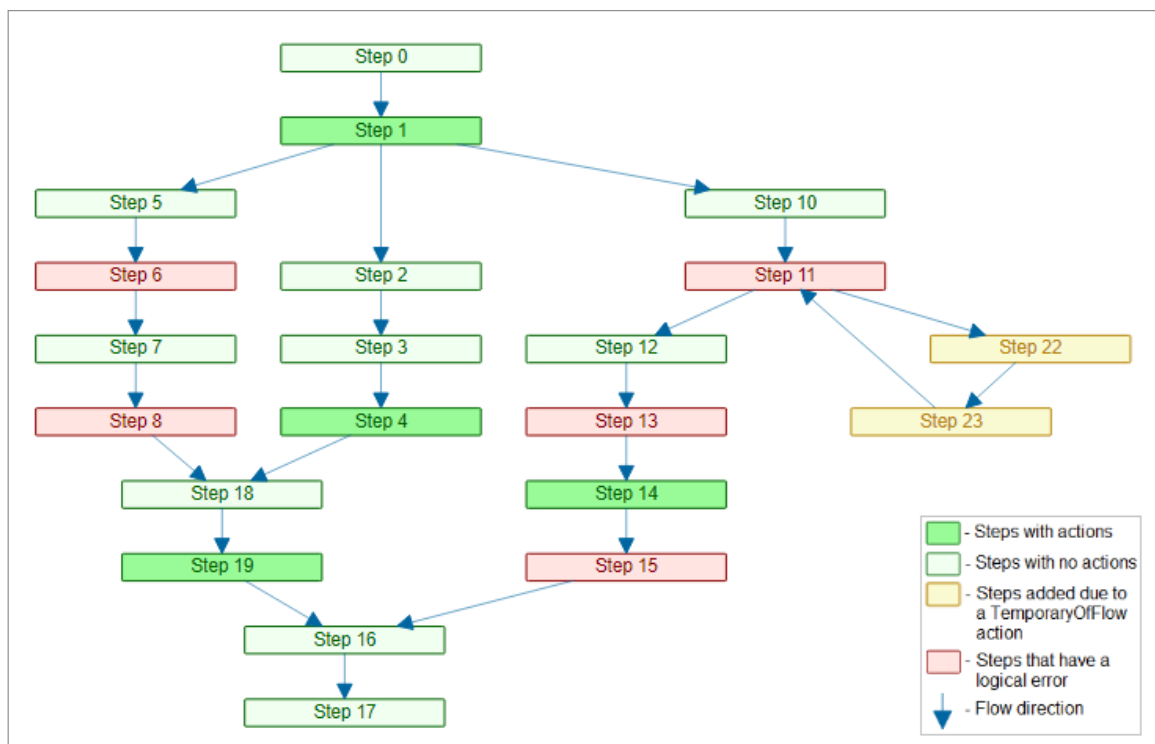 Step 0
Step 1
Step 5
Step 10
Step 6
Step 2
Step 11
Step 7
Step 3
Step 12
Step 22
Step 8
Step 4
Step 13
Step 23
Step 18
Step 14
Step 19
Step 15
Step 16
Step 17
- Steps with actions
- Steps with no actions
- Steps added due to
a TemporaryOfFlow
action
- Steps that have a
logical error
- Flow direction